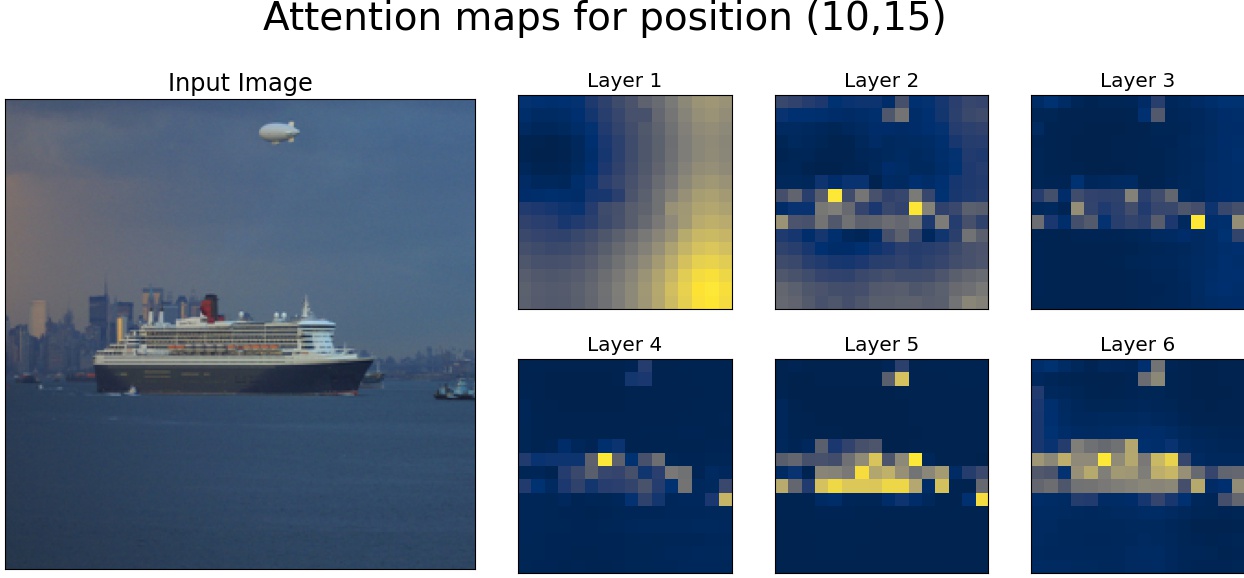 Attention maps for position (10,15)
Input Image
Layer 1
Layer 2
Layer 3
Layer 4
Layer 5
Layer 6